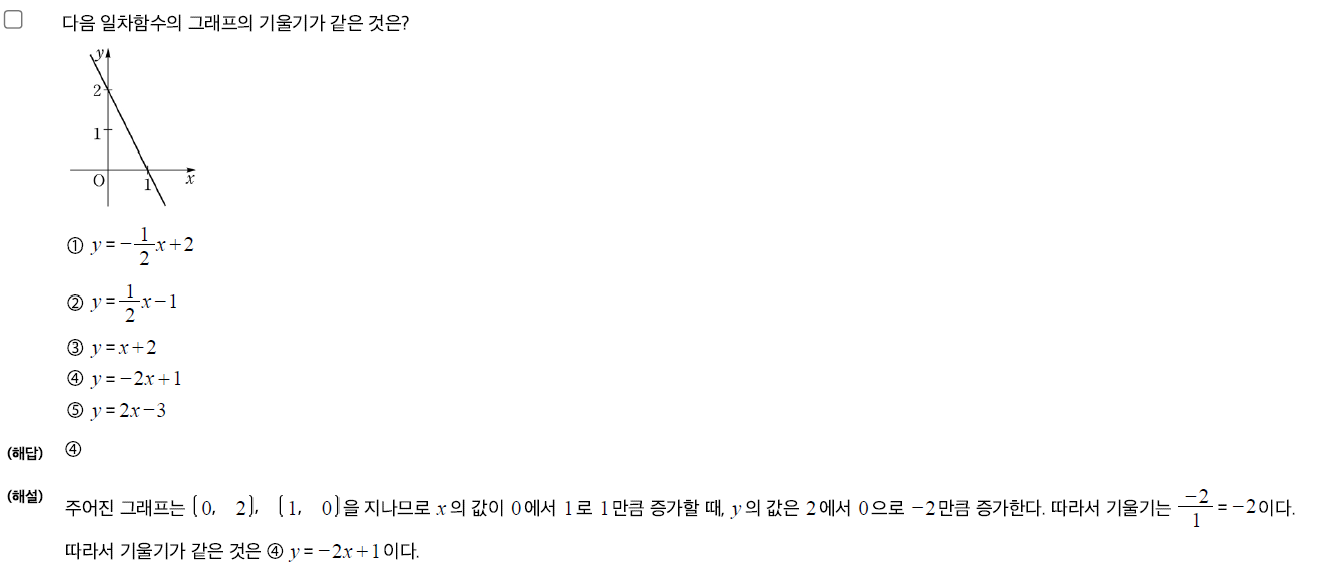 다음 일차함수의 그래프의 기울기가 같은 것은?
y
2
1
O 1 x
① y = -\frac{1}{2}x + 2
② y = \frac{1}{2}x - 1
③ y = x + 2
④ y = -2x + 1
⑤ y = 2x - 3
(해답) ④
(해설) 주어진 그래프는 (0, 2), (1, 0)을 지나므로 x의 값이 0에서 1로 1만큼 증가할 때, y의 값은 2에서 0으로 -2만큼 증가한다. 따라서 기울기는 \frac{-2}{1} = -2이다.
따라서 기울기가 같은 것은 ④ y = -2x + 1이다.